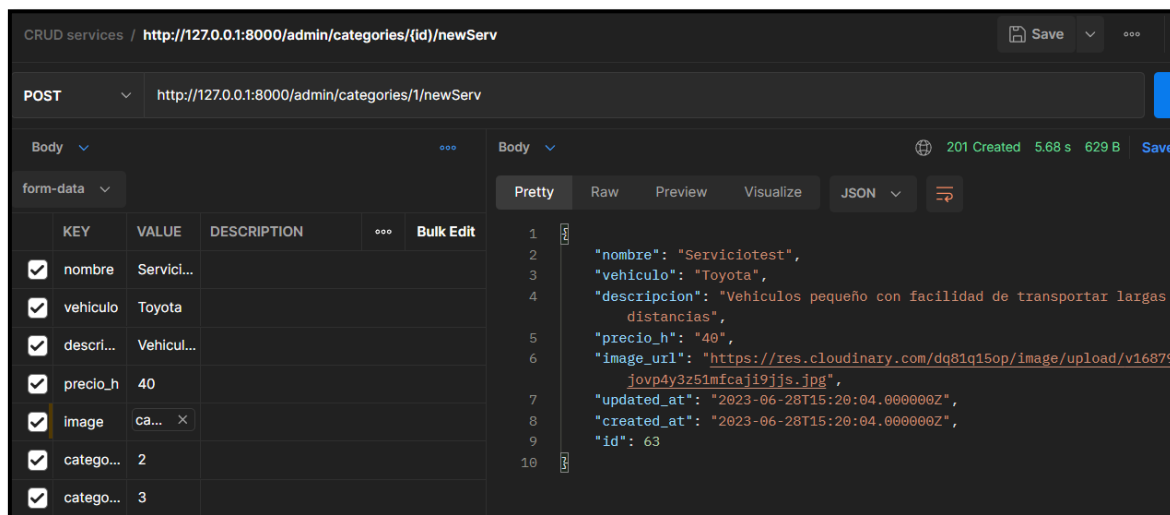 CRUD services / http://127.0.0.1:8000/admin/categories/{id}/newServ
Save
POST
http://127.0.0.1:8000/admin/categories/1/newServ
Body
form-data
KEY VALUE DESCRIPTION Bulk Edit
nombre Servici...
vehiculo Toyota
descri... Vehicul...
precio_h 40
image ca...
catego... 2
catego... 3
Body
201 Created 5.68 s 629 B Save
Pretty Raw Preview Visualize JSON
1 {
2 "nombre": "Serviciotest",
3 "vehiculo": "Toyota",
4 "descripcion": "Vehiculos pequeño con facilidad de transportar largas
distancias",
5 "precio_h": "40",
6 "image_url": "https://res.cloudinary.com/dq81q15op/image/upload/v16879
jovp4y3z51mfcaji9jjs.jpg",
7 "updated_at": "2023-06-28T15:20:04.000000Z",
8 "created_at": "2023-06-28T15:20:04.000000Z",
9 "id": 63
10 }